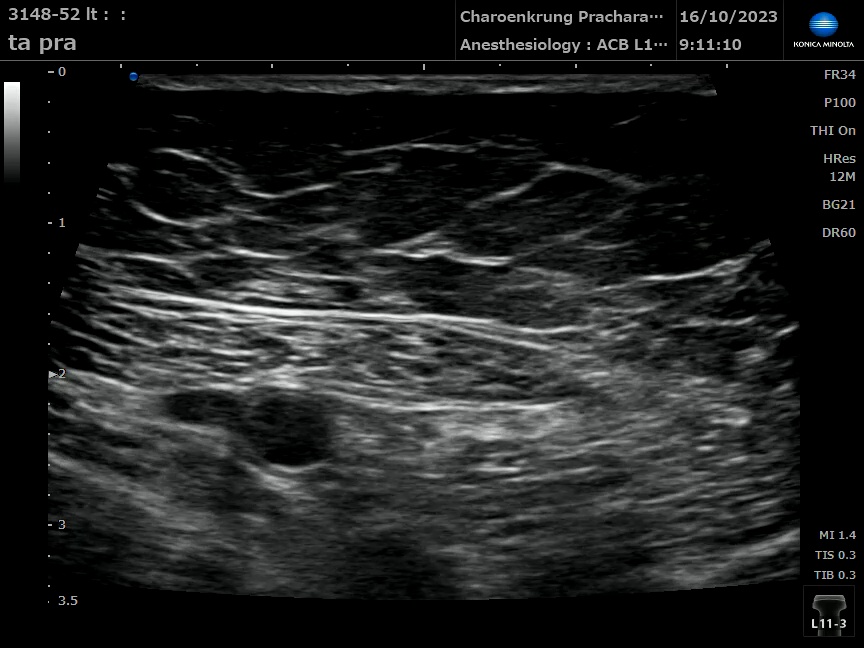 3148-52 lt : :
ta pra
Charoenkrung Prachara···
Anesthesiology : ACB L1···
16/10/2023
9:11:10
KONICA MINOLTA
FR34
P100
THI On
HRes
12M
BG21
DR60
0
1
2
3
3.5
MI 1.4
TIS 0.3
TIB 0.3
L11-3